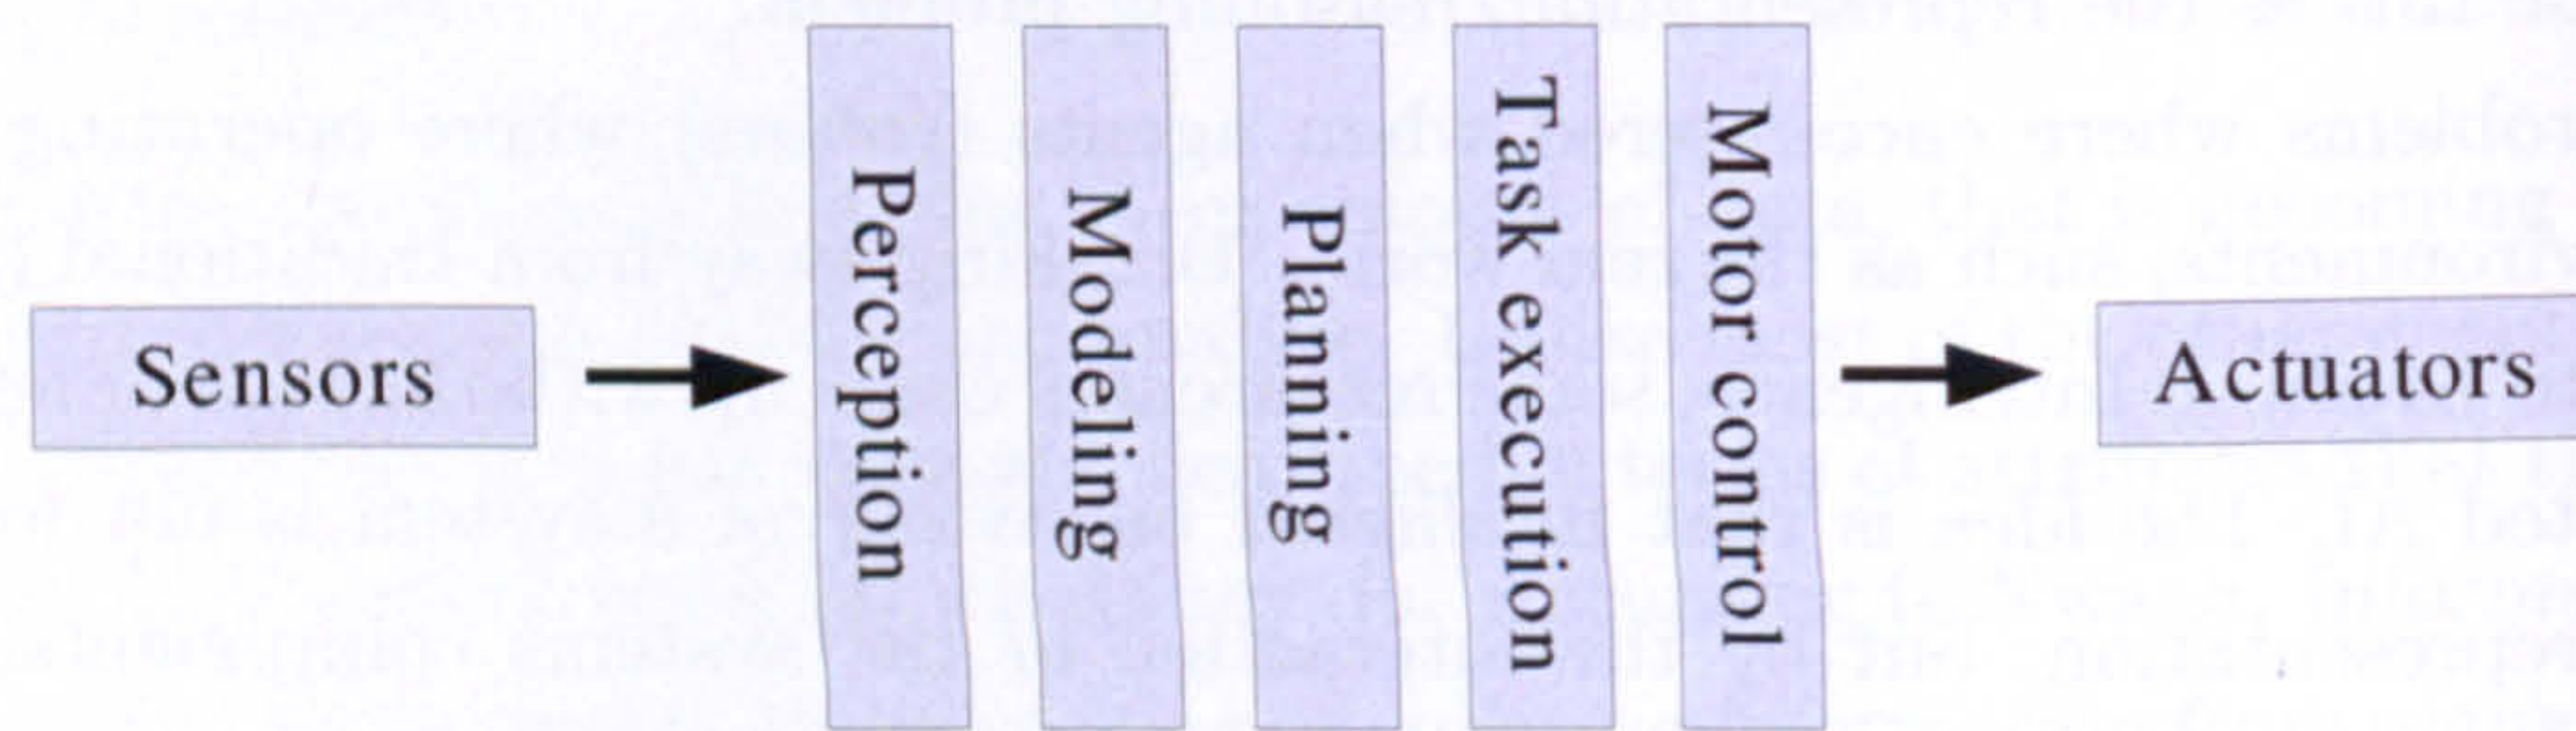 Sensors
Perception
Modeling
Planning
Task execution
Motor control
Actuators